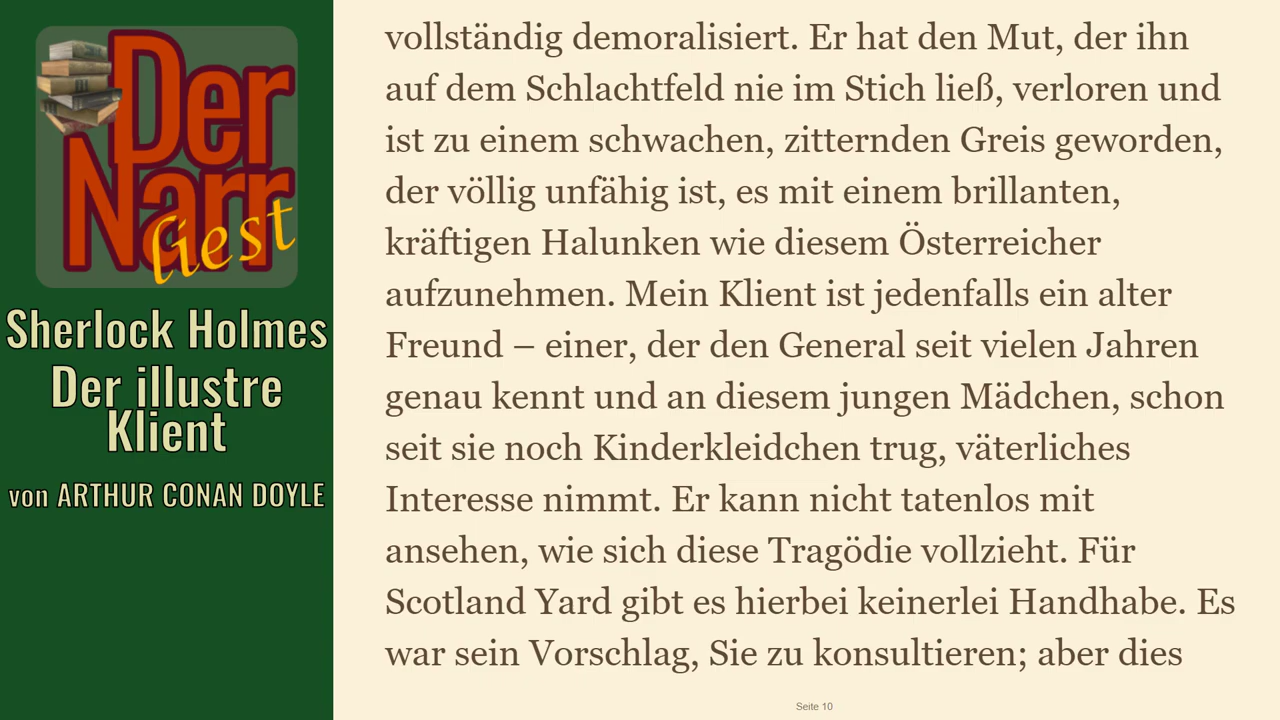 Der
Narr
liest
Sherlock Holmes
Der illustre
Klient
von ARTHUR CONAN DOYLE
vollständig demoralisiert. Er hat den Mut, der ihn
auf dem Schlachtfeld nie im Stich ließ, verloren und
ist zu einem schwachen, zitternden Greis geworden,
der völlig unfähig ist, es mit einem brillanten,
kräftigen Halunken wie diesem Österreicher
aufzunehmen. Mein Klient ist jedenfalls ein alter
Freund – einer, der den General seit vielen Jahren
genau kennt und an diesem jungen Mädchen, schon
seit sie noch Kinderkleidchen trug, väterliches
Interesse nimmt. Er kann nicht tatenlos mit
ansehen, wie sich diese Tragödie vollzieht. Für
Scotland Yard gibt es hierbei keinerlei Handhabe. Es
war sein Vorschlag, Sie zu konsultieren; aber dies
Seite 10